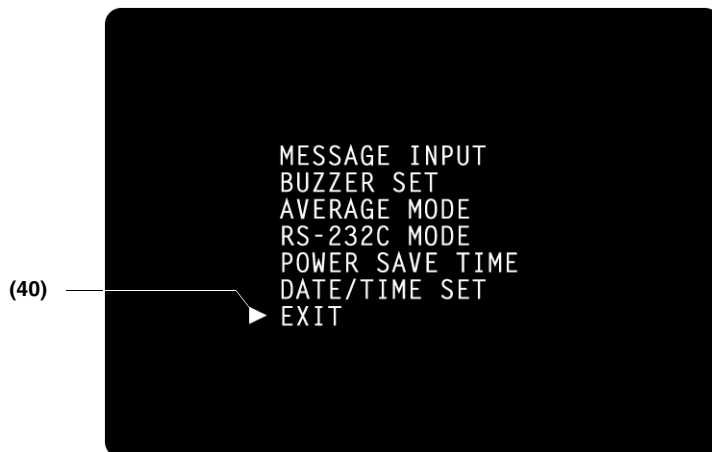 MESSAGE INPUT
BUZZER SET
AVERAGE MODE
RS-232C MODE
POWER SAVE TIME
DATE/TIME SET
(40)
EXIT